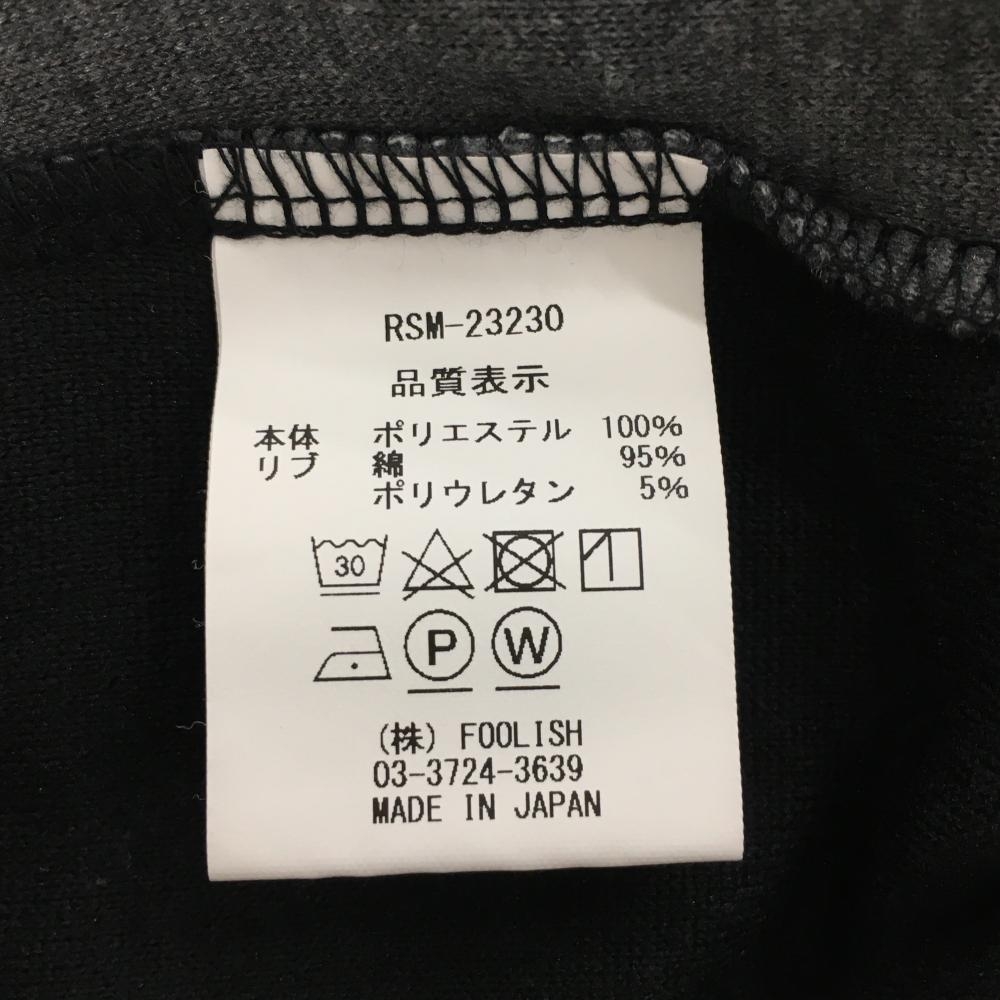 RSM-23230
品質表示
本体 ポリエステル 100%
リブ 綿 95%
ポリウレタン 5%
30
P W
(株) FOOLISH
03-3724-3639
MADE IN JAPAN